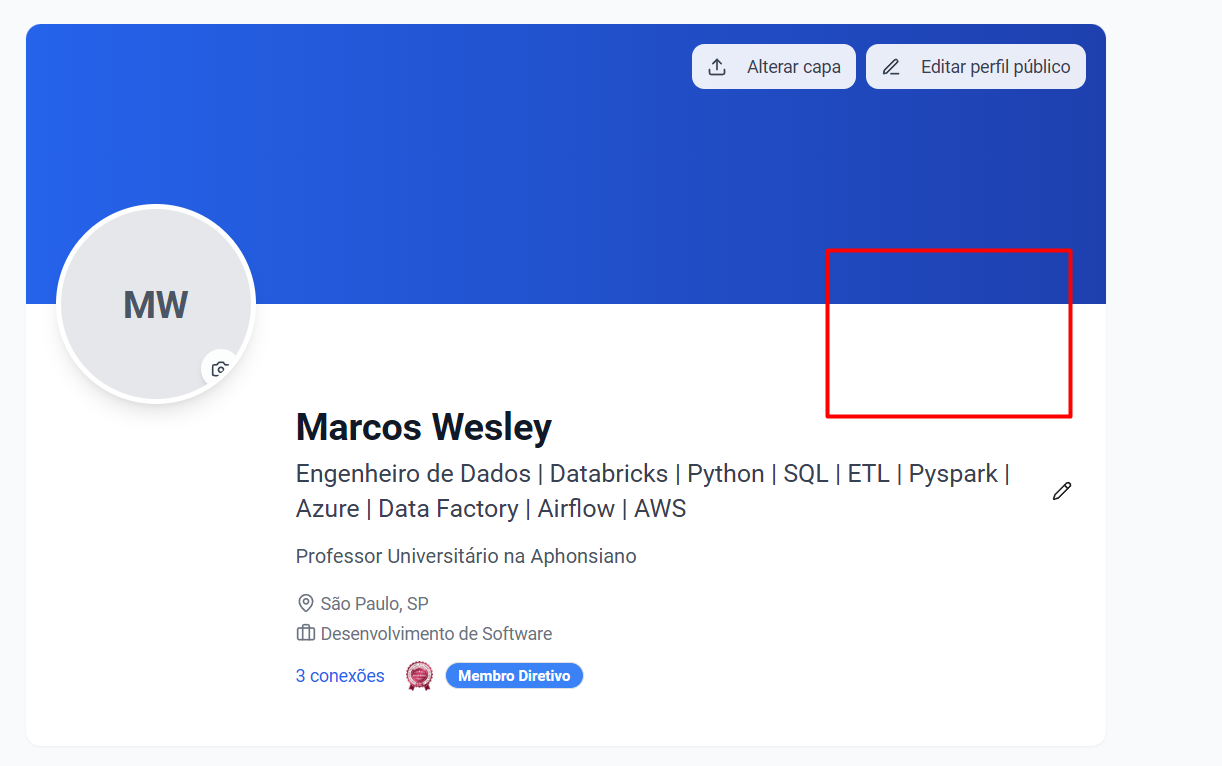 Alterar capa
Editar perfil público
MW
Marcos Wesley
Engenheiro de Dados | Databricks | Python | SQL | ETL | Pyspark |
Azure | Data Factory | Airflow | AWS
Professor Universitário na Aphonsiano
São Paulo, SP
Desenvolvimento de Software
3 conexões
Membro Diretivo